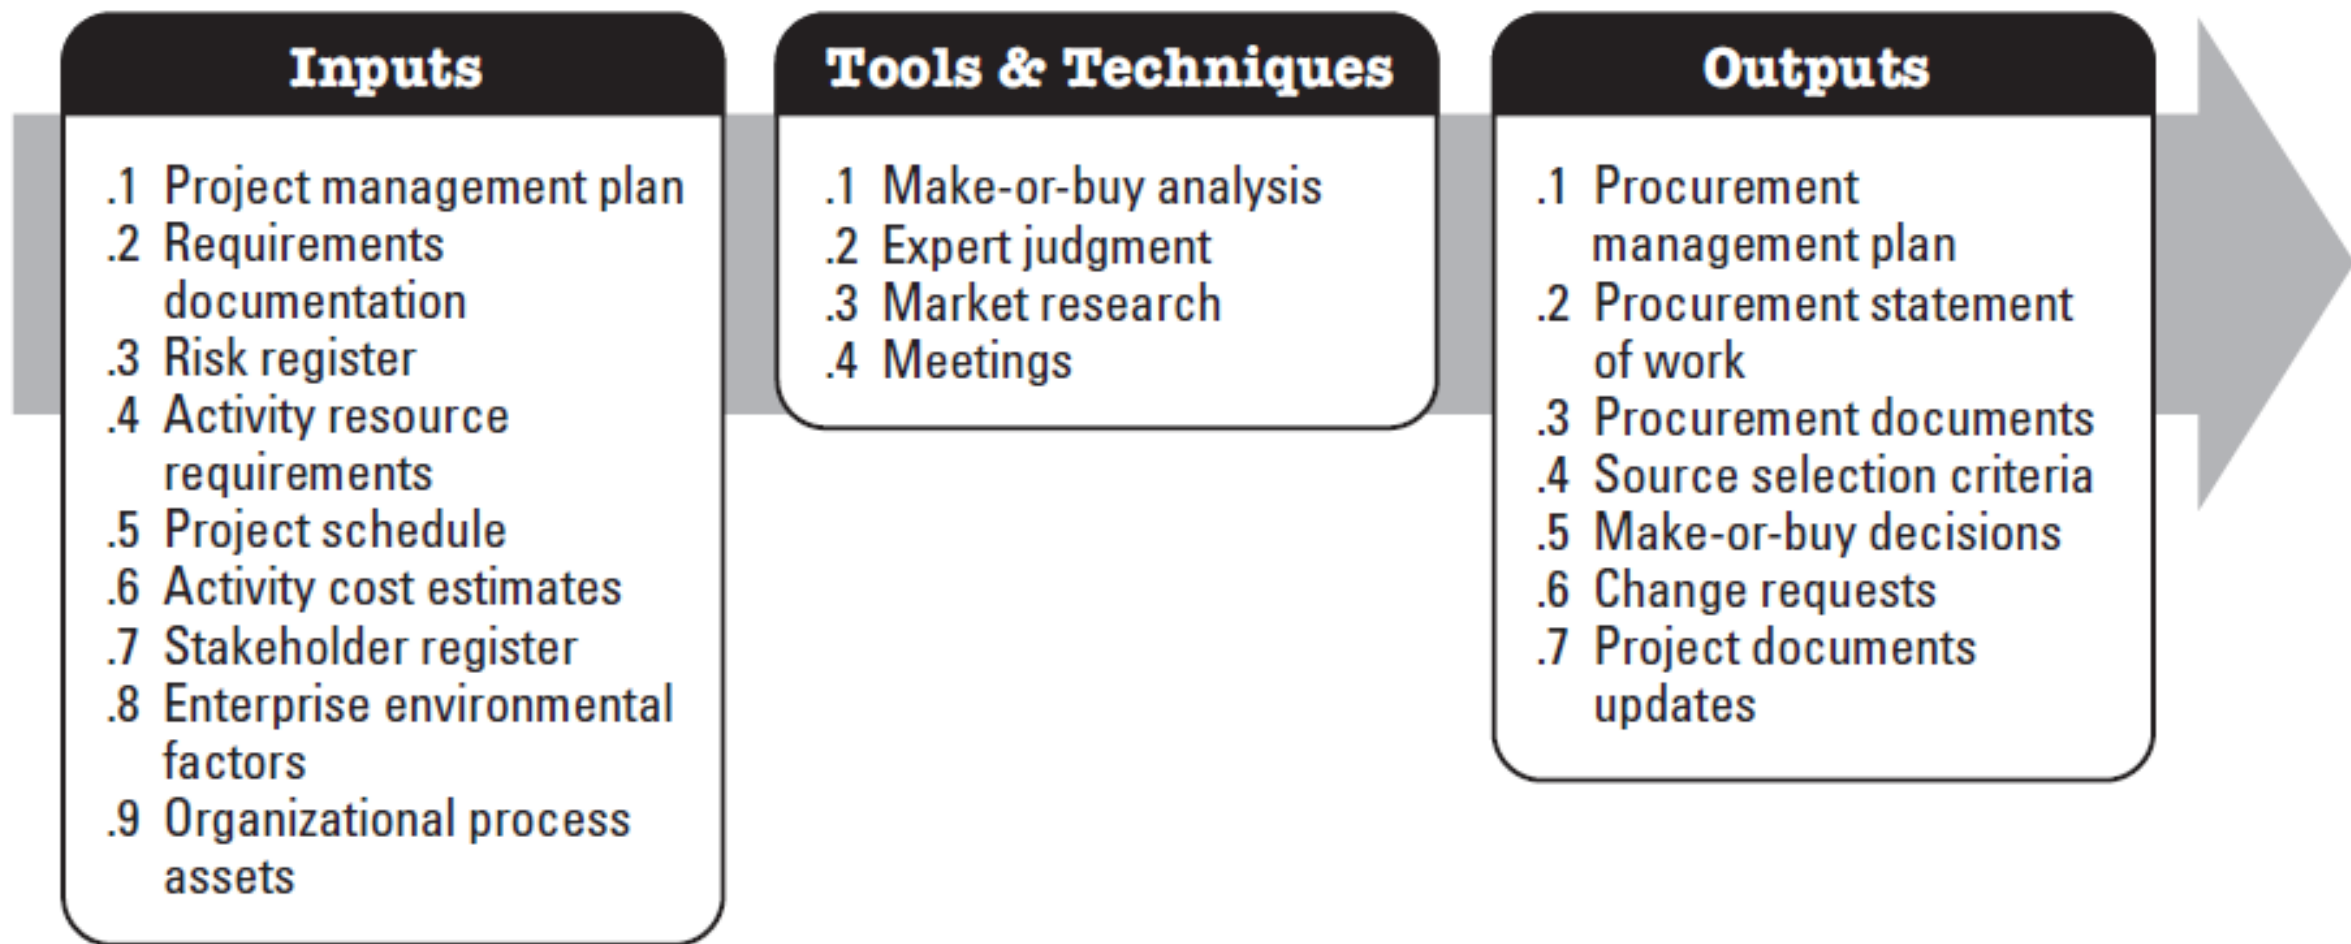 Inputs
.1 Project management plan
.2 Requirements
documentation
.3 Risk register
.4 Activity resource
requirements
.5 Project schedule
.6 Activity cost estimates
.7 Stakeholder register
.8 Enterprise environmental
factors
.9 Organizational process
assets
Tools & Techniques
.1 Make-or-buy analysis
.2 Expert judgment
.3 Market research
.4 Meetings
Outputs
.1 Procurement
management plan
.2 Procurement statement
of work
.3 Procurement documents
.4 Source selection criteria
.5 Make-or-buy decisions
.6 Change requests
.7 Project documents
updates